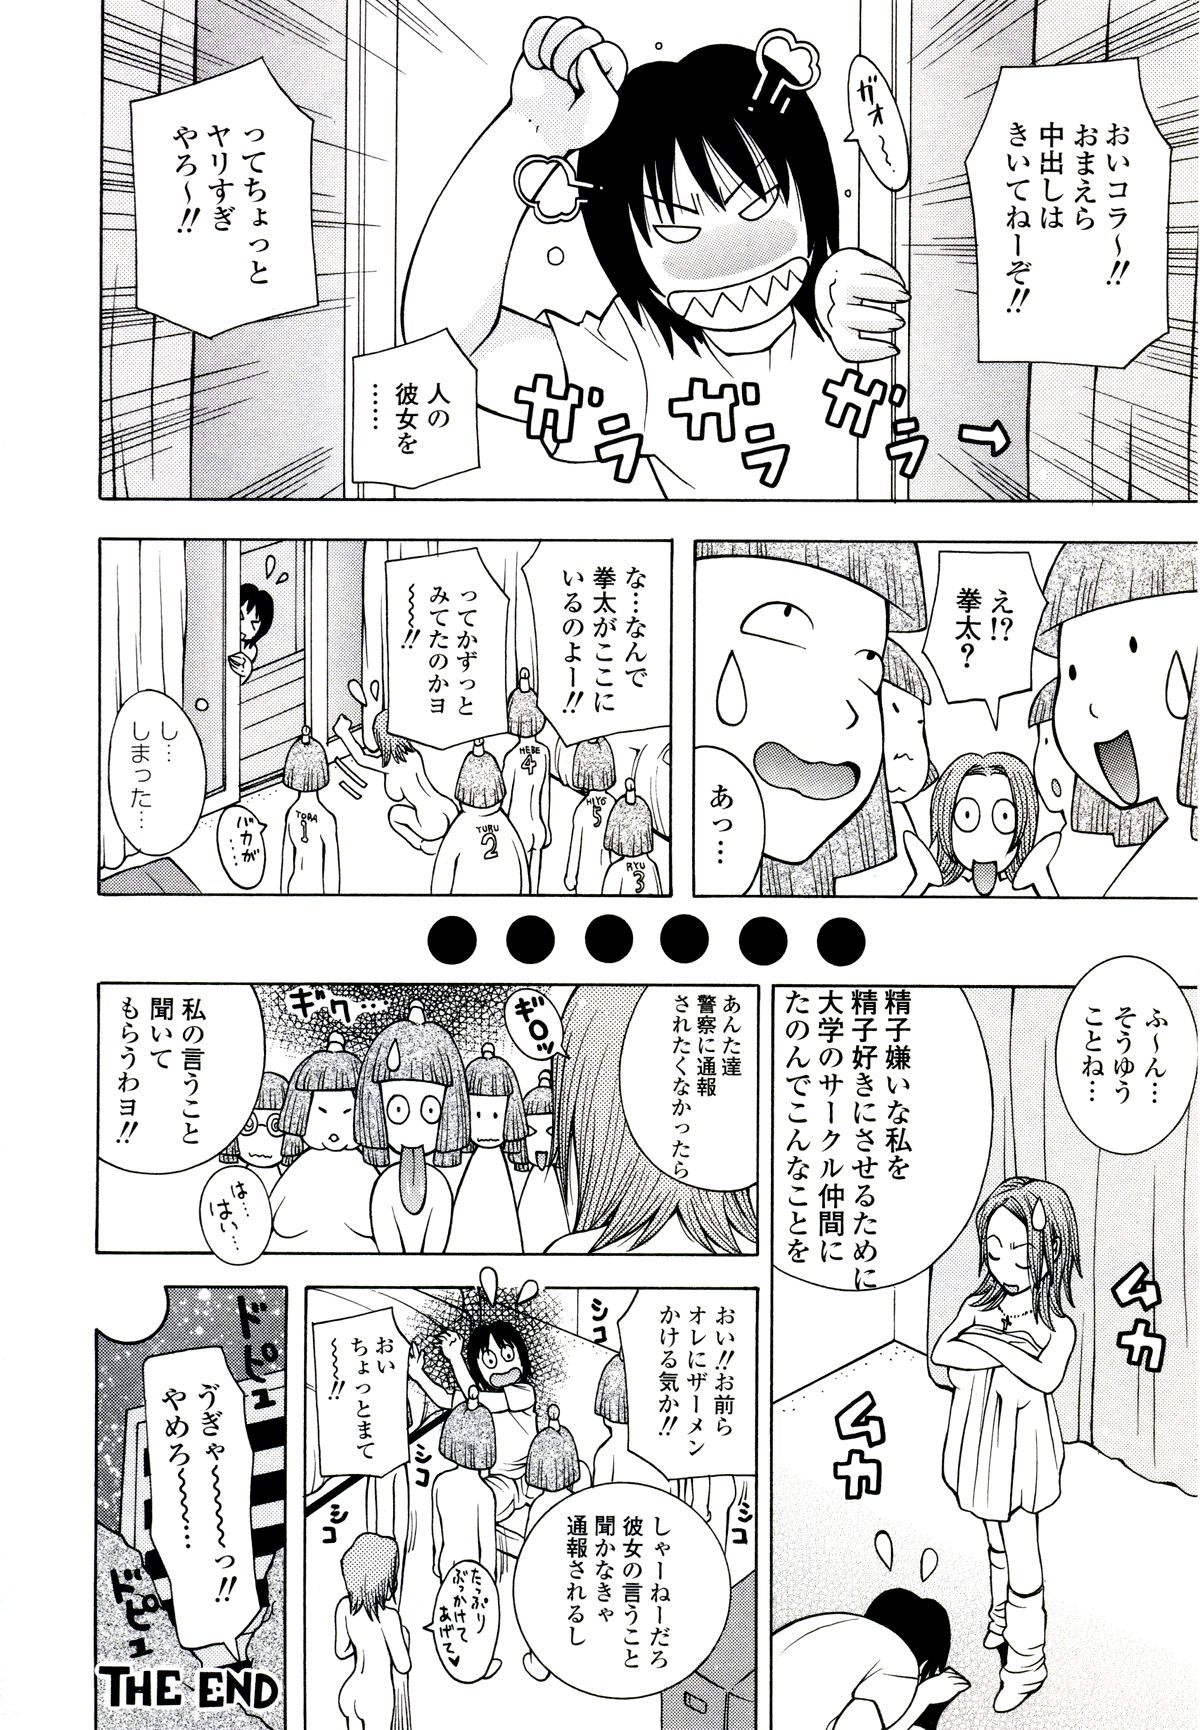 おいコラ～!!
おまえら
中出しは
きいてねーぞ!!
ガオ～…
ガラ
ガラ
ガラ
→
人の
彼女を
……
ってちょっと
ヤリすぎ
やろ～!!
え!?
拳太?
あっ…
な…なんで
拳太がここに
いるのよー!!
ってかずっと
みてたのかヨ
～～!!
し…
しまった…
バカが…
TORA
1
YURU
2
HEBE
4
HIYO
5
RYU
3
ふ～ん…
そうゆう
ことね…
精子嫌いな私を
精子好きにさせるために
大学のサークル仲間に
たのんでこんなことを
ムカ
ムカ
あんた達
警察に通報
されたくなかったら
ギロッ
ギク…
私の言うこと
聞いて
もらうわヨ!!
は…
はい…
おい!!お前ら
オレにザーメン
かける気か!!
シコ
シコ
シコ
シコ
おい
ちょっとまて
～～!!
しゃーねーだろ
彼女の言うこと
聞かなきゃ
通報されるし
たっぷり
ぶっかけて
あげて♥
ドピュ
うぎゃ～～～～っ!!
やめろ～～～…
ドピュ
THE END